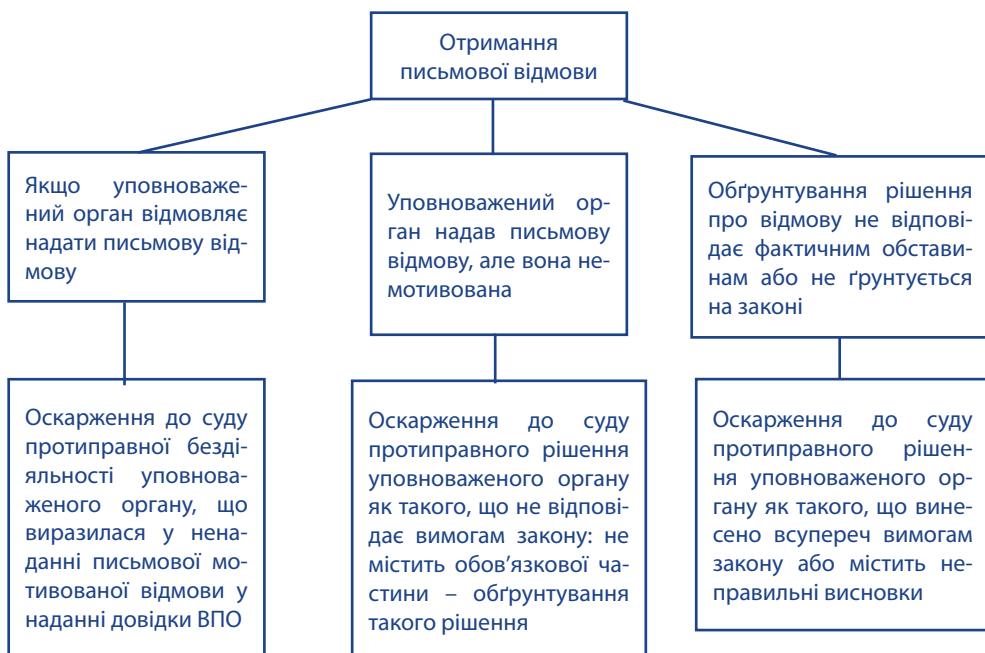 Отримання
письмової відмови
Якщо уповноваже-
ний орган відмовляє
надати письмову від-
мову
Уповноважений ор-
ган надав письмову
відмову, але вона не-
мотивована
Обґрунтування рішення
про відмову не відпові-
дає фактичним обстави-
нам або не ґрунтується
на законі
Оскарження до суду
протиправної безді-
яльності уповнова-
женого органу, що
виразилася у нена-
данні письмової мо-
тивованої відмови у
наданні довідки ВПО
Оскарження до суду
протиправного рішення
уповноваженого органу
як такого, що не відпові-
дає вимогам закону: не
містить обов’язкової ча-
стини – обґрунтування
такого рішення
Оскарження до суду
протиправного рішен-
ня уповноваженого ор-
гану як такого, що вине-
сено всупереч вимогам
закону або містить не-
правильні висновки